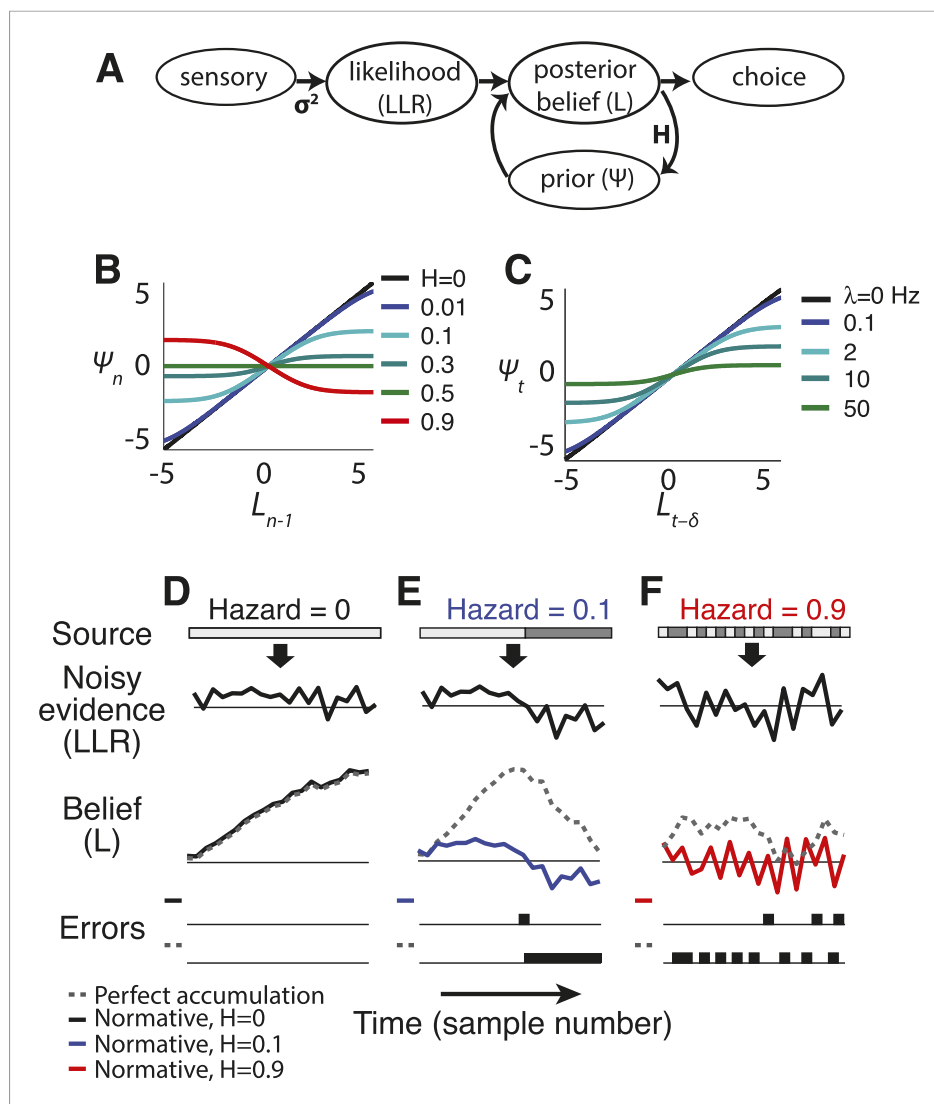 A
sensory
σ²
likelihood
(LLR)
posterior
belief (L)
choice
H
prior (Ψ)
B
5
0
-5
Ψn
-5 0 5
Ln-1
H=0
0.01
0.1
0.3
0.5
0.9
C
5
0
-5
Ψt
-5 0 5
Lt−δ
λ=0 Hz
0.1
2
10
50
D E F
Hazard = 0 Hazard = 0.1 Hazard = 0.9
Source
Noisy
evidence
(LLR)
Belief
(L)
Errors
Perfect accumulation
Normative, H=0
Normative, H=0.1
Normative, H=0.9
Time (sample number)